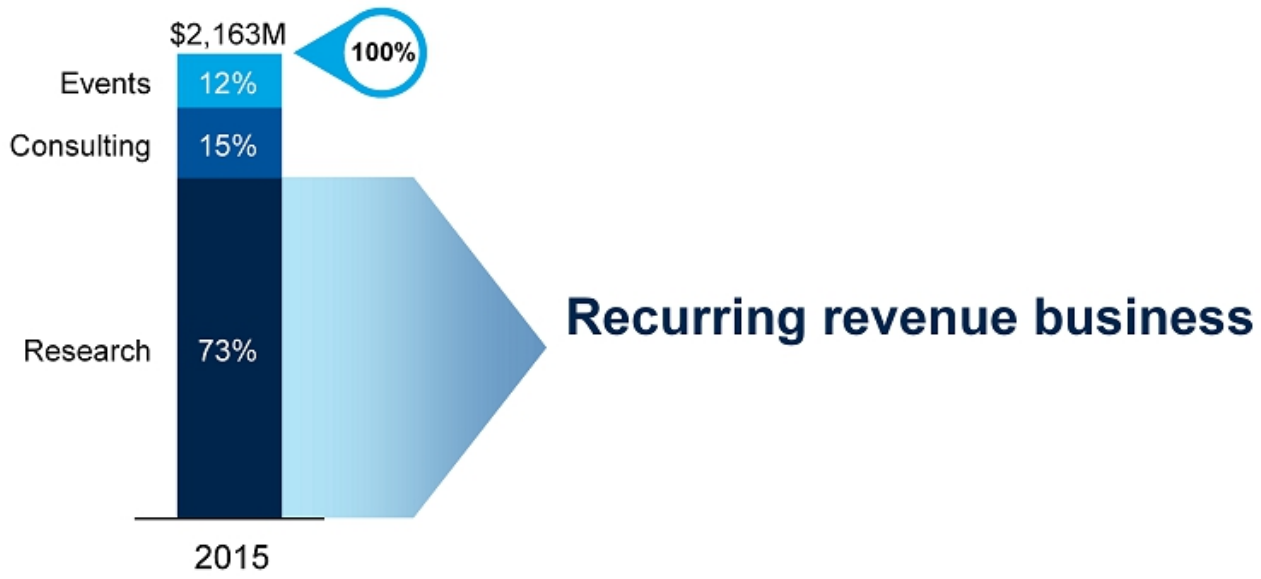 $2,163M
100%
Events 12%
Consulting 15%
Research 73%
Recurring revenue business
2015